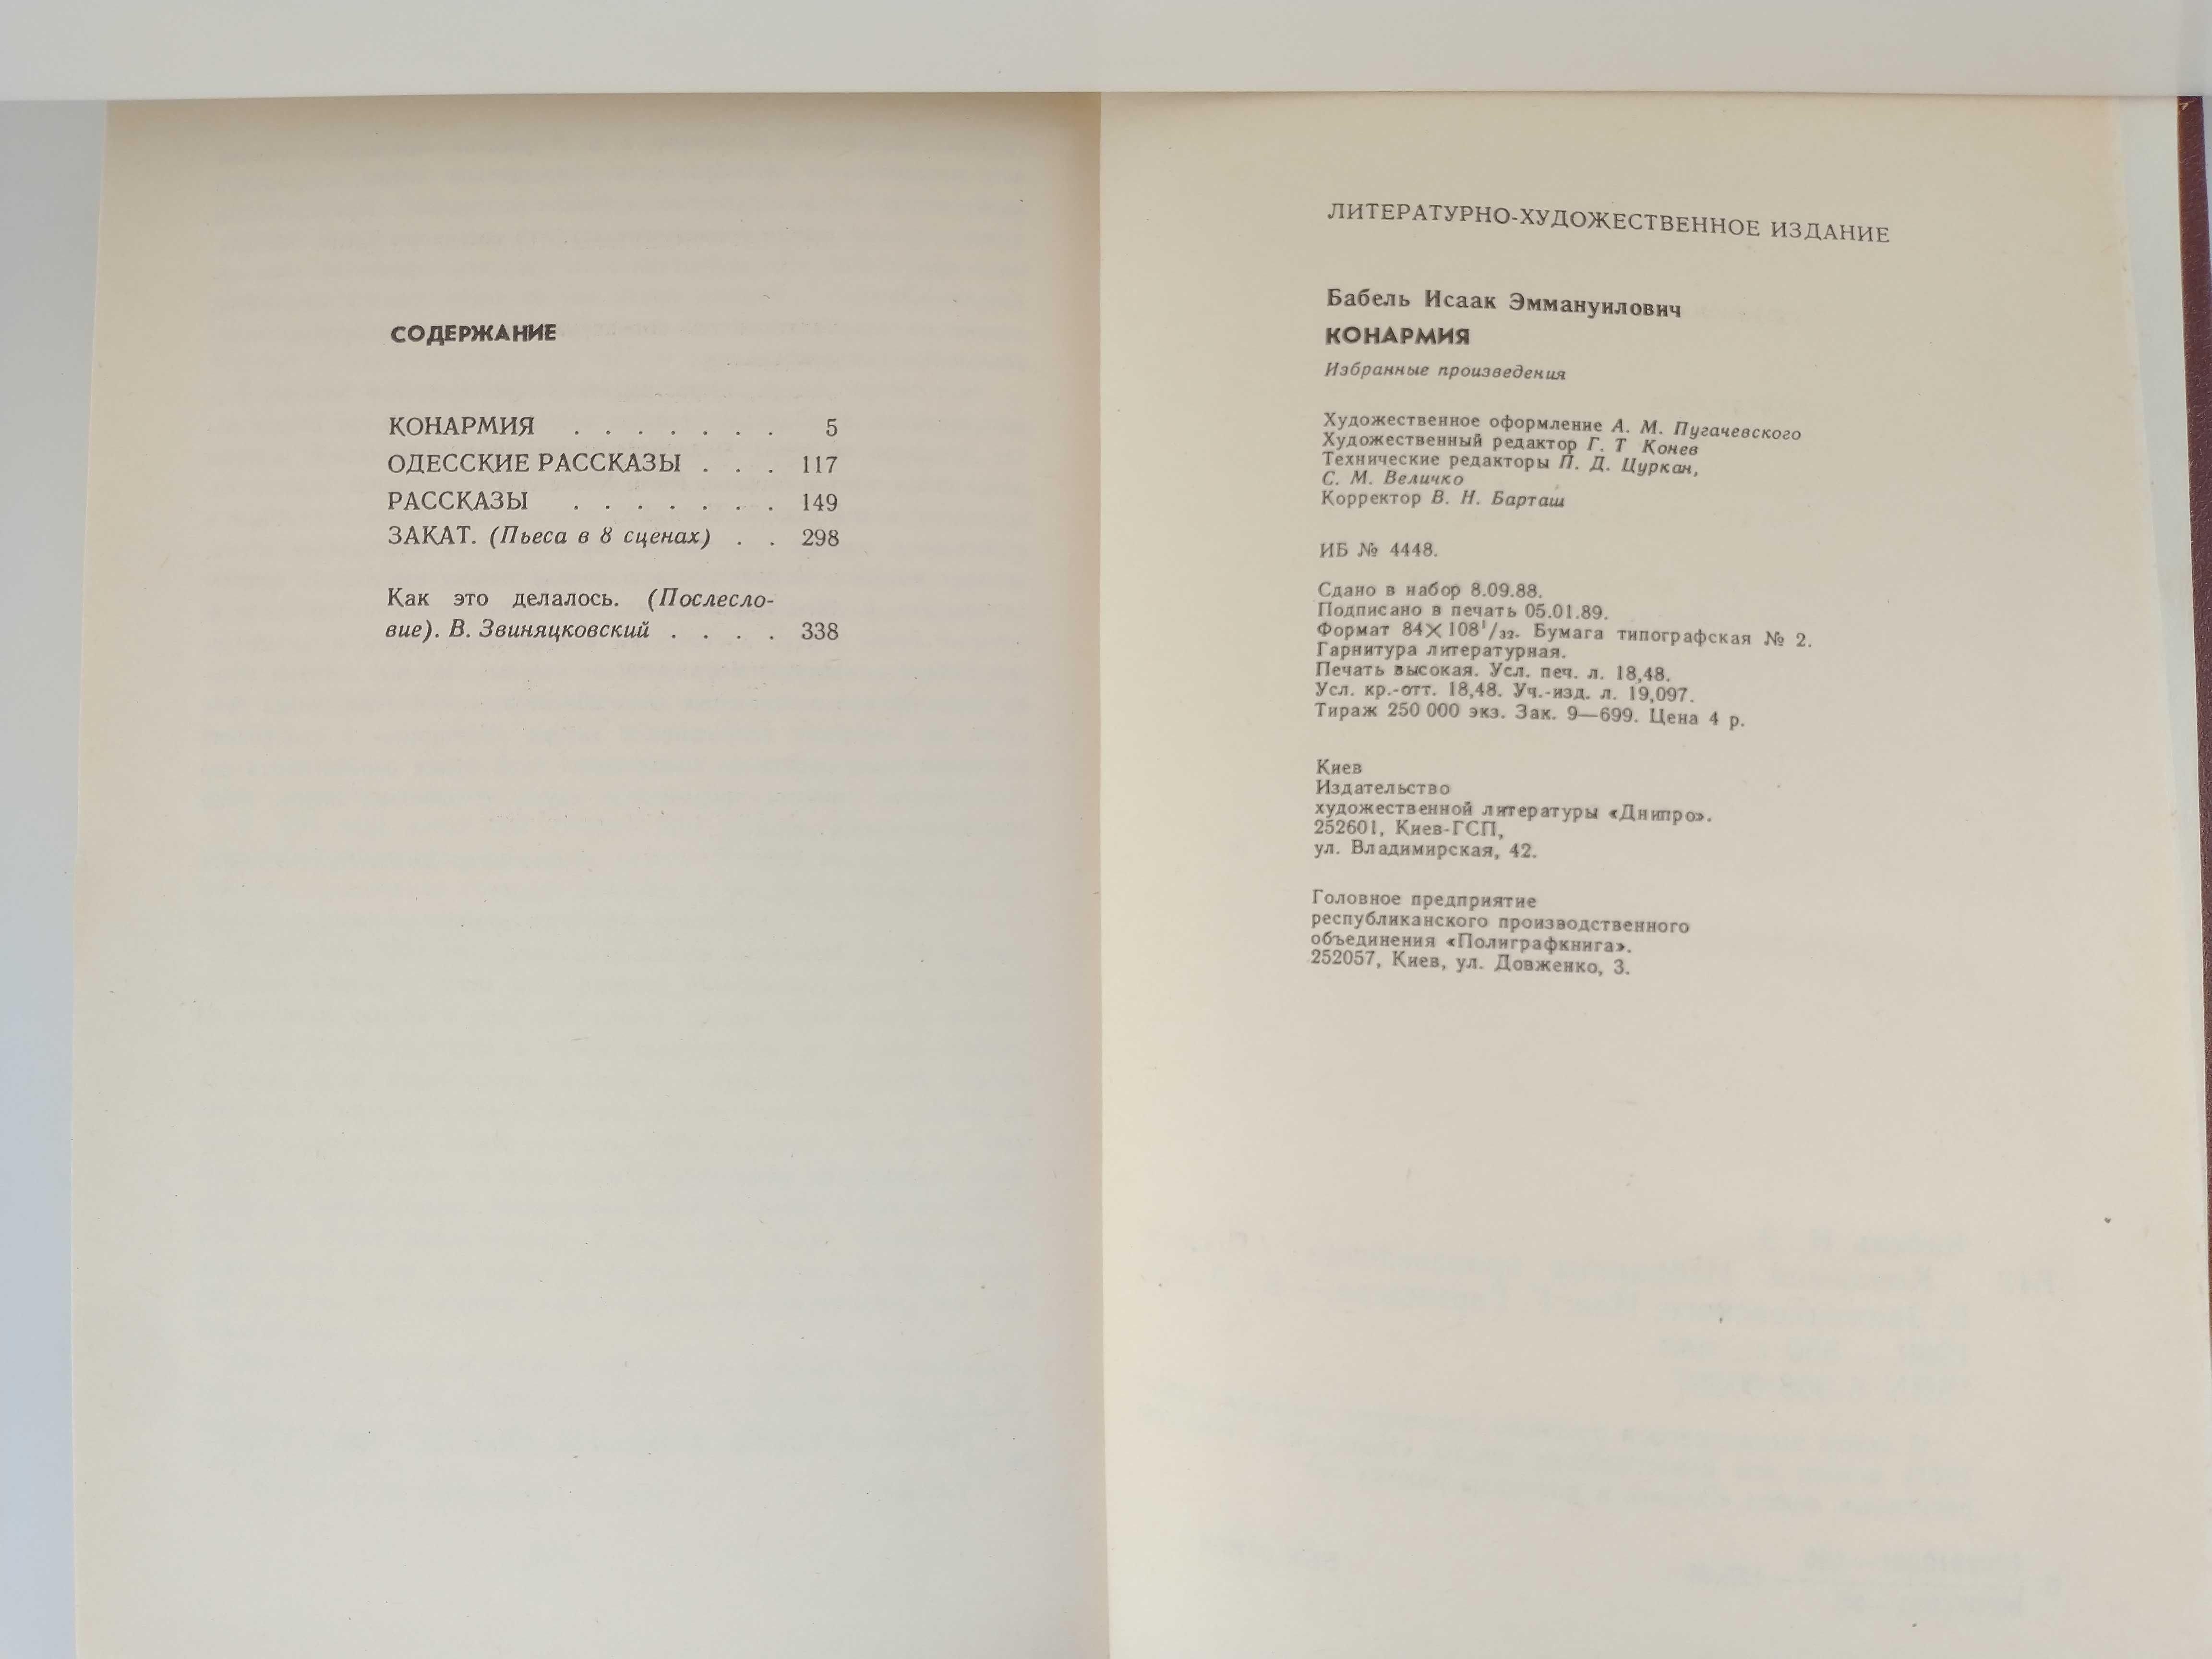 СОДЕРЖАНИЕ
КОНАРМИЯ . . . . . . . 5
ОДЕССКИЕ РАССКАЗЫ . . . 117
РАССКАЗЫ . . . . . . . 149
ЗАКАТ. (Пьеса в 8 сценах) . . 298
Как это делалось. (Послесло-
вие). В. Звиняцковский . . . . 338
ЛИТЕРАТУРНО-ХУДОЖЕСТВЕННОЕ ИЗДАНИЕ
Бабель Исаак Эммануилович
КОНАРМИЯ
Избранные произведения
Художественное оформление А. М. Пугачевского
Художественный редактор Г. Т Конев
Технические редакторы П. Д. Цуркан,
С. М. Величко
Корректор В. Н. Барташ
ИБ № 4448.
Сдано в набор 8.09.88.
Подписано в печать 05.01.89.
Формат 84×108¹/₃₂. Бумага типографская № 2.
Гарнитура литературная.
Печать высокая. Усл. печ. л. 18,48.
Усл. кр.-отт. 18,48. Уч.-изд. л. 19,097.
Тираж 250 000 экз. Зак. 9—699. Цена 4 р.
Киев
Издательство
художественной литературы «Днипро».
252601, Киев-ГСП,
ул. Владимирская, 42.
Головное предприятие
республиканского производственного
объединения «Полиграфкнига».
252057, Киев, ул. Довженко, 3.